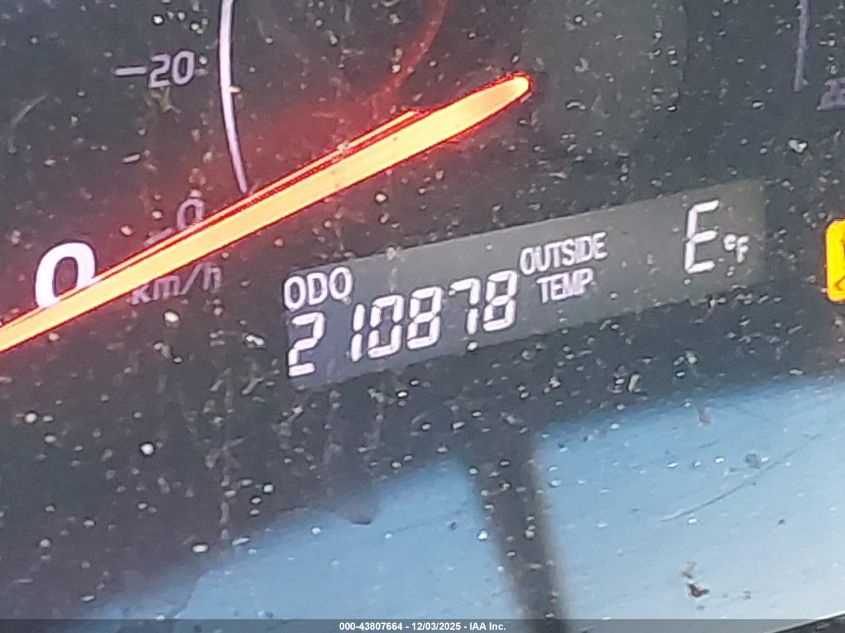 20
0
0
km/h
ODO
210878
OUTSIDE
TEMP
E °F
000-43807664 - 12/03/2025 - IAA Inc.